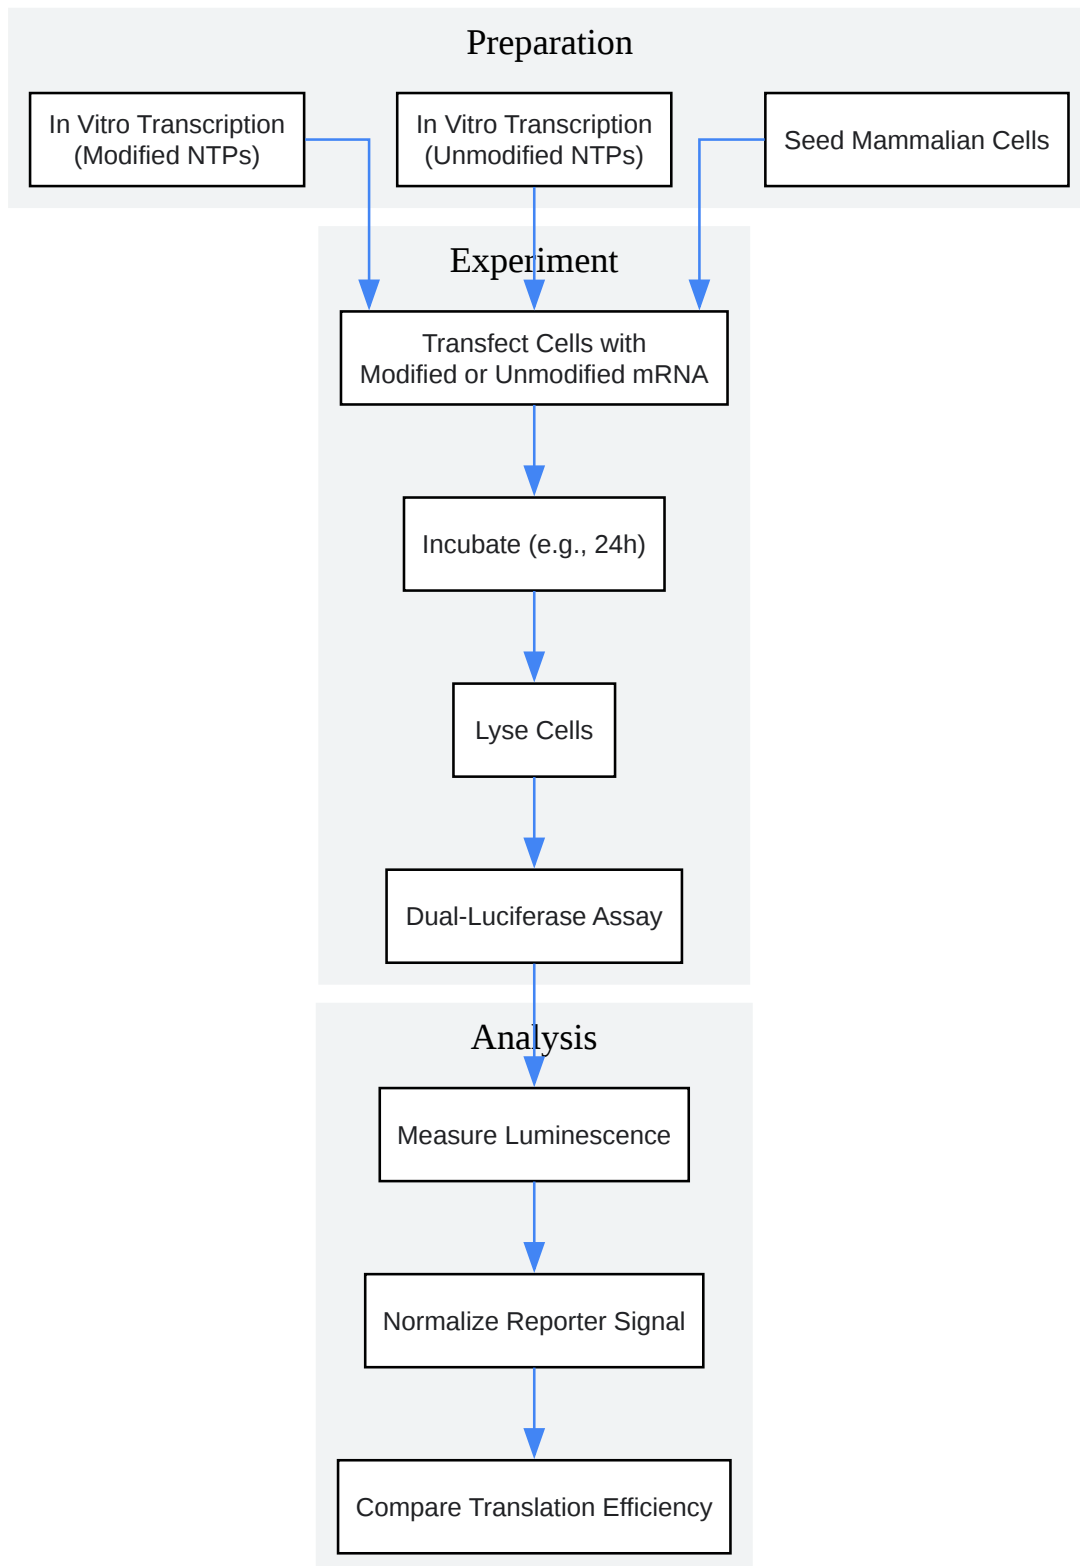 Preparation
In Vitro Transcription
(Modified NTPs)
In Vitro Transcription
(Unmodified NTPs)
Seed Mammalian Cells
Experiment
Transfect Cells with
Modified or Unmodified mRNA
Incubate (e.g., 24h)
Lyse Cells
Dual-Luciferase Assay
Analysis
Measure Luminescence
Normalize Reporter Signal
Compare Translation Efficiency